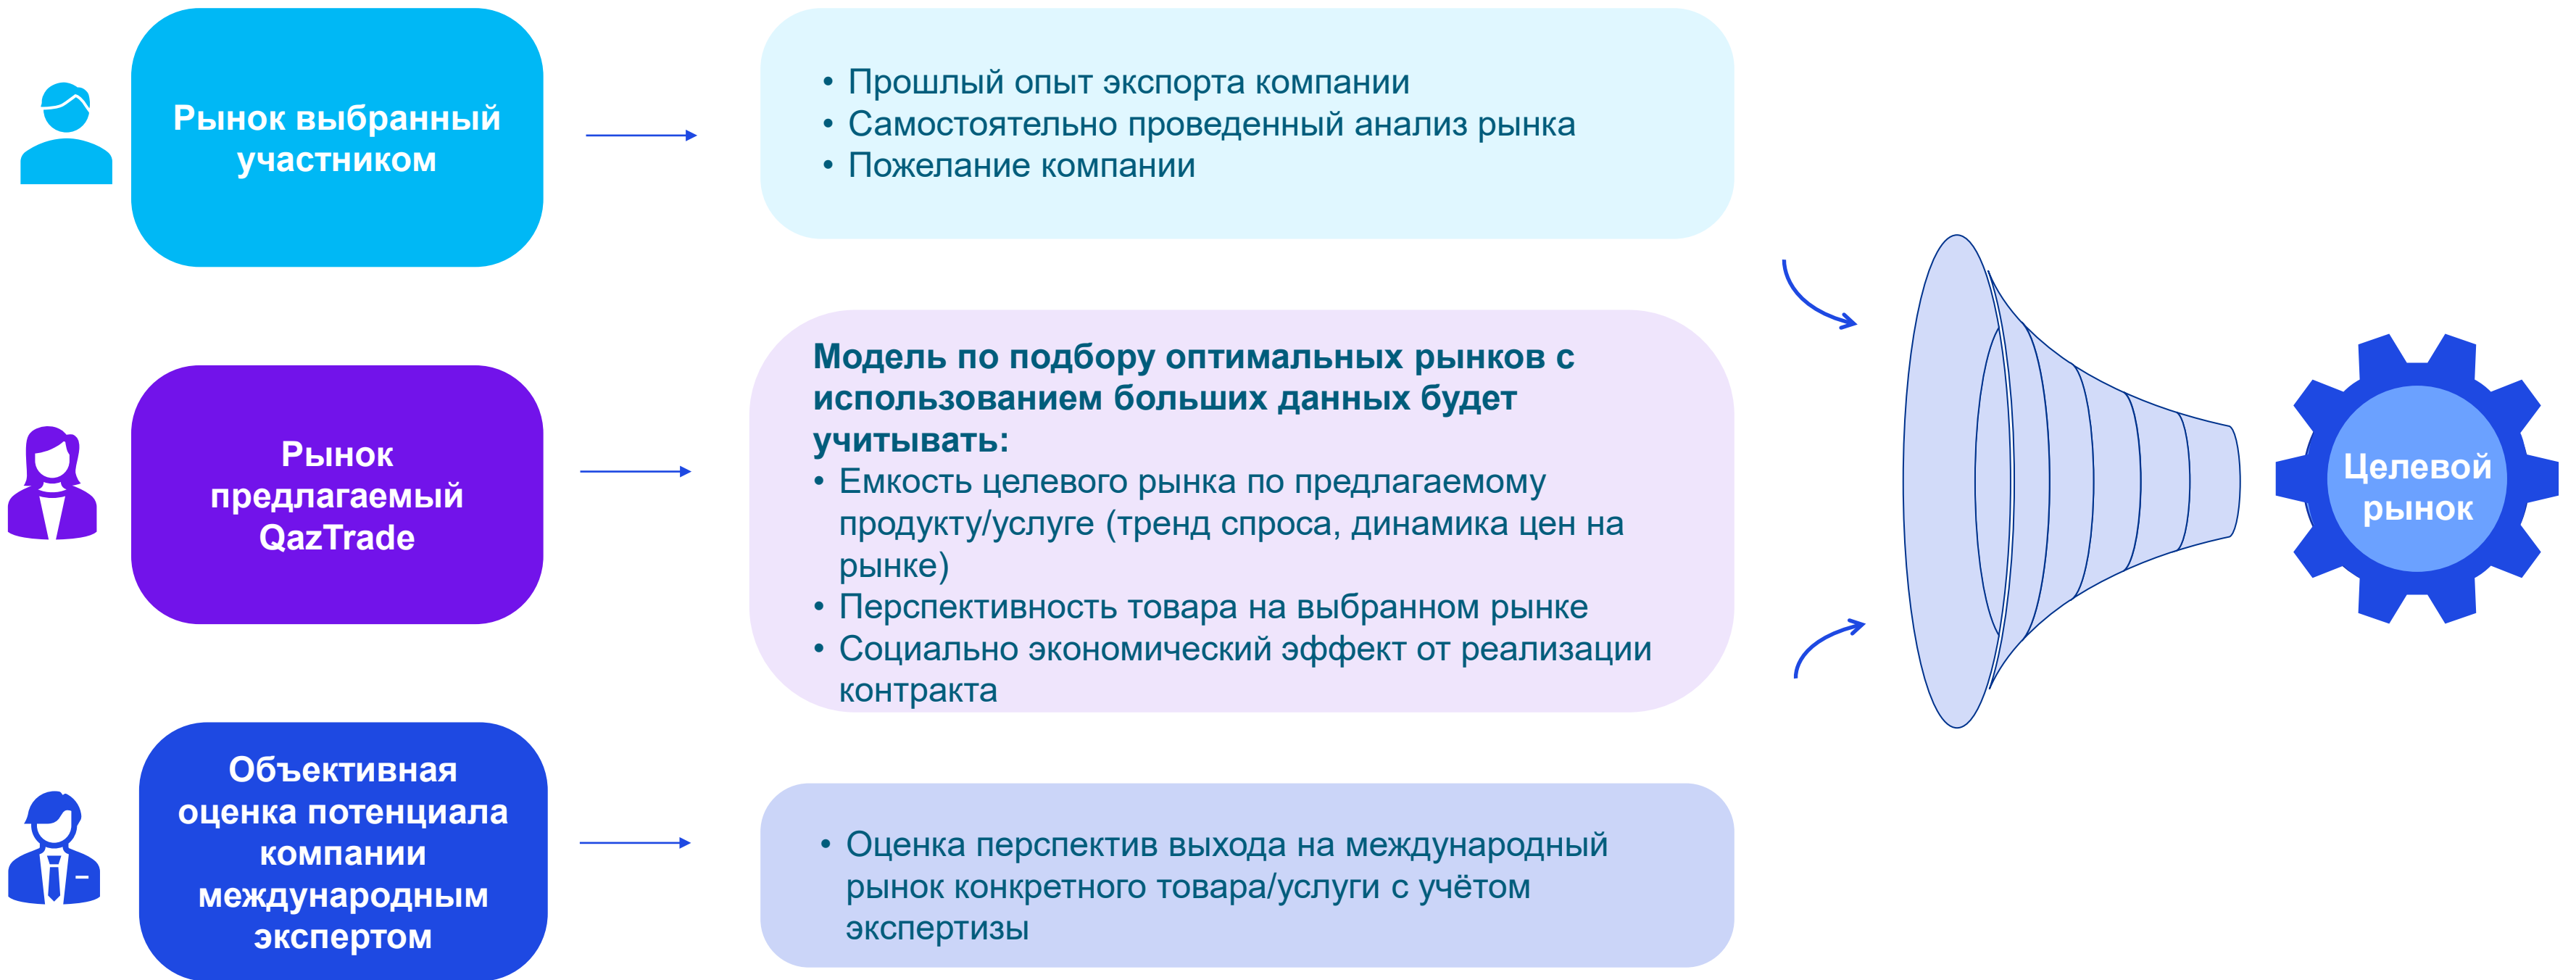 Рынок выбранный
участником
• Прошлый опыт экспорта компании
• Самостоятельно проведенный анализ рынка
• Пожелание компании
Рынок
предлагаемый
QazTrade
Модель по подбору оптимальных рынков с
использованием больших данных будет
учитывать:
• Емкость целевого рынка по предлагаемому
продукту/услуге (тренд спроса, динамика цен на
рынке)
• Перспективность товара на выбранном рынке
• Социально экономический эффект от реализации
контракта
Объективная
оценка потенциала
компании
международным
экспертом
• Оценка перспектив выхода на международный
рынок конкретного товара/услуги с учётом
экспертизы
Целевой
рынок